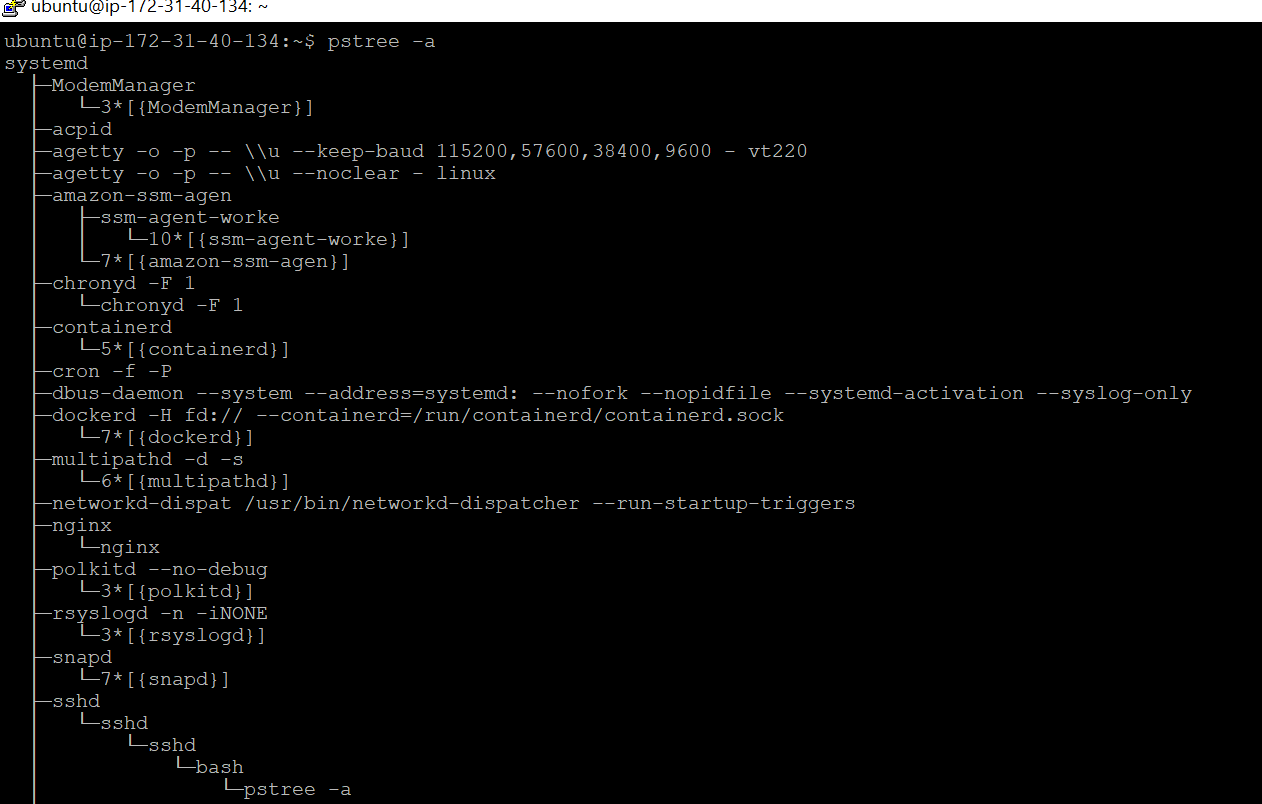 ubuntu@ip-172-31-40-134: ~
ubuntu@ip-172-31-40-134:~$ pstree -a
systemd
  ├─ModemManager
  │   └─3*[{ModemManager}]
  ├─acpid
  ├─agetty -o -p -- \\u --keep-baud 115200,57600,38400,9600 - vt220
  ├─agetty -o -p -- \\u --noclear - linux
  ├─amazon-ssm-agen
  │   ├─ssm-agent-worke
  │   │   └─10*[{ssm-agent-worke}]
  │   └─7*[{amazon-ssm-agen}]
  ├─chronyd -F 1
  │   └─chronyd -F 1
  ├─containerd
  │   └─5*[{containerd}]
  ├─cron -f -P
  ├─dbus-daemon --system --address=systemd: --nofork --nopidfile --systemd-activation --syslog-only
  ├─dockerd -H fd:// --containerd=/run/containerd/containerd.sock
  │   └─7*[{dockerd}]
  ├─multipathd -d -s
  │   └─6*[{multipathd}]
  ├─networkd-dispat /usr/bin/networkd-dispatcher --run-startup-triggers
  ├─nginx
  │   └─nginx
  ├─polkitd --no-debug
  │   └─3*[{polkitd}]
  ├─rsyslogd -n -iNONE
  │   └─3*[{rsyslogd}]
  ├─snapd
  │   └─7*[{snapd}]
  ├─sshd
  │   └─sshd
  │       └─sshd
  │           └─bash
  │               └─pstree -a